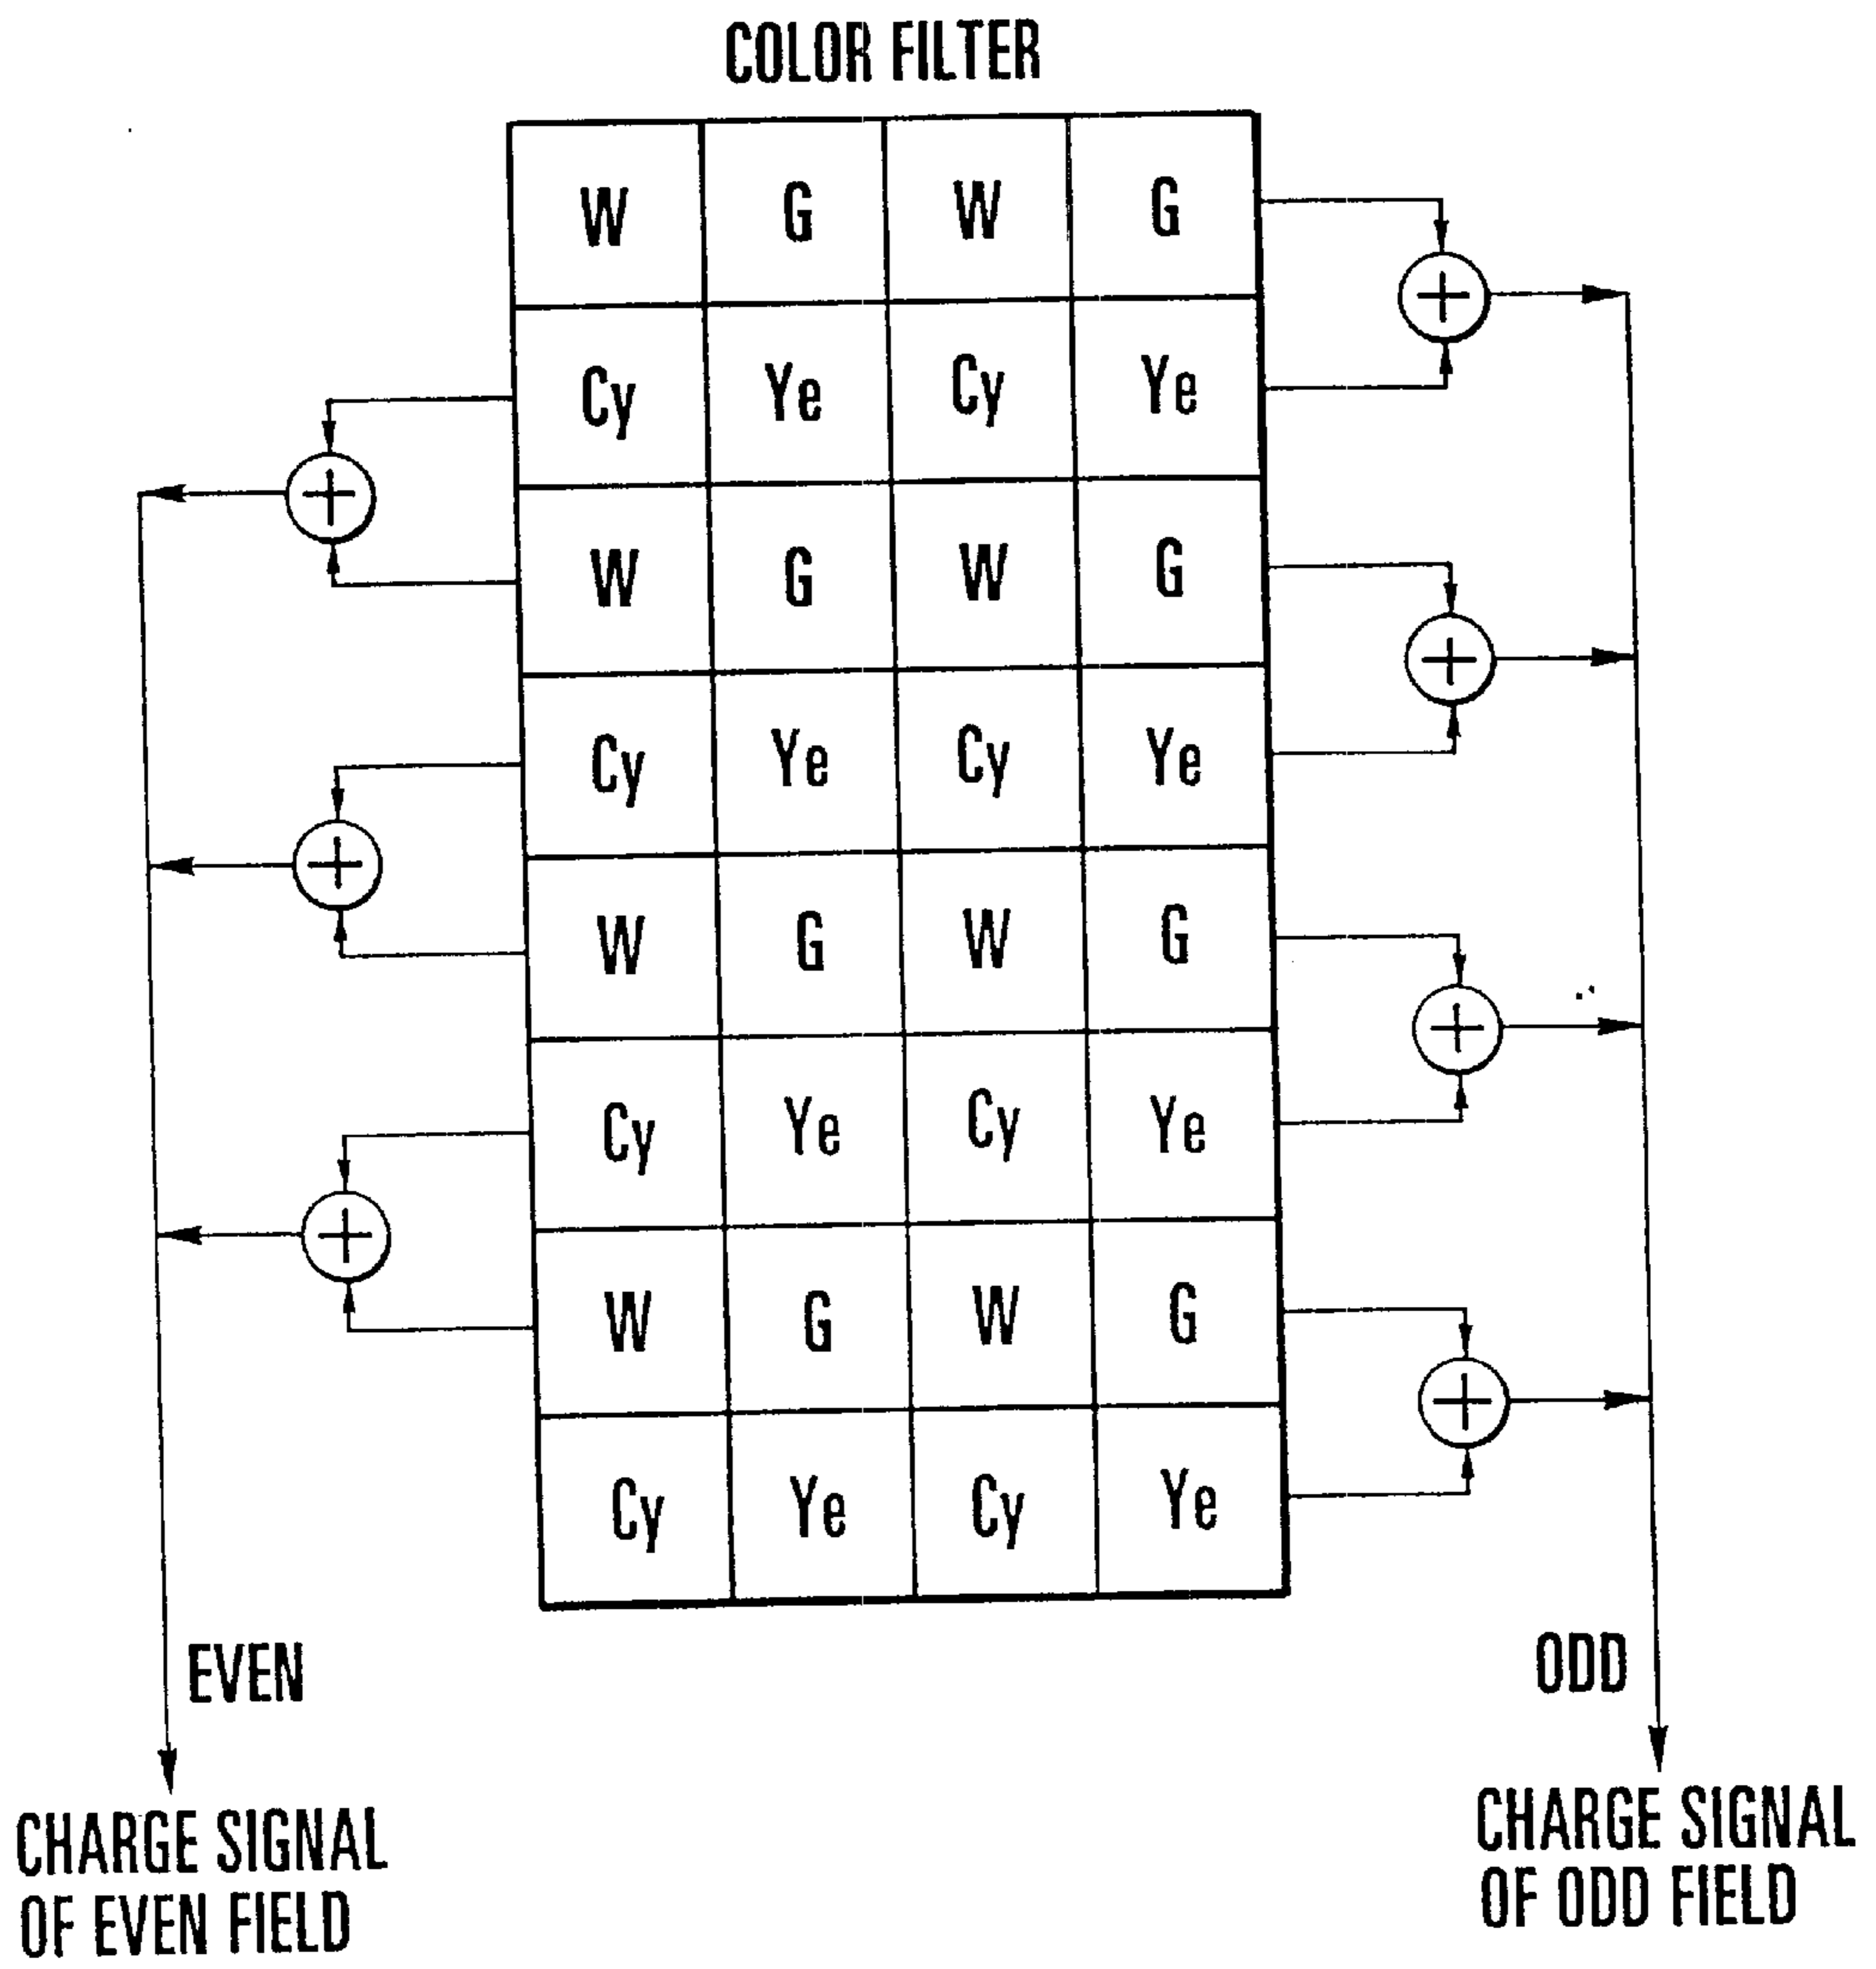 COLOR FILTER
W G W G
Cy Ye Cy Ye
W G W G
Cy Ye Cy Ye
W G W G
Cy Ye Cy Ye
W G W G
Cy Ye Cy Ye
EVEN
ODD
CHARGE SIGNAL
OF EVEN FIELD
CHARGE SIGNAL
OF ODD FIELD